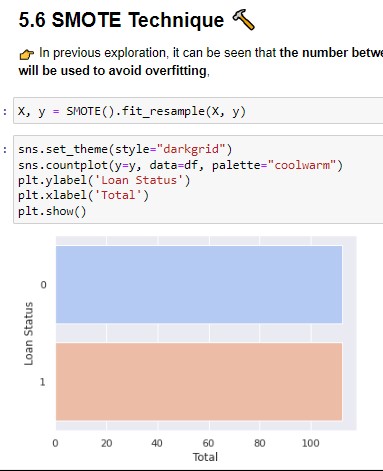 5.6 SMOTE Technique 🔨
👉 In previous exploration, it can be seen that the number betwe
will be used to avoid overfitting,
: X, y = SMOTE().fit_resample(X, y)
: sns.set_theme(style="darkgrid")
sns.countplot(y=y, data=df, palette="coolwarm")
plt.ylabel('Loan Status')
plt.xlabel('Total')
plt.show()
Loan Status
0
1
0 20 40 60 80 100
Total